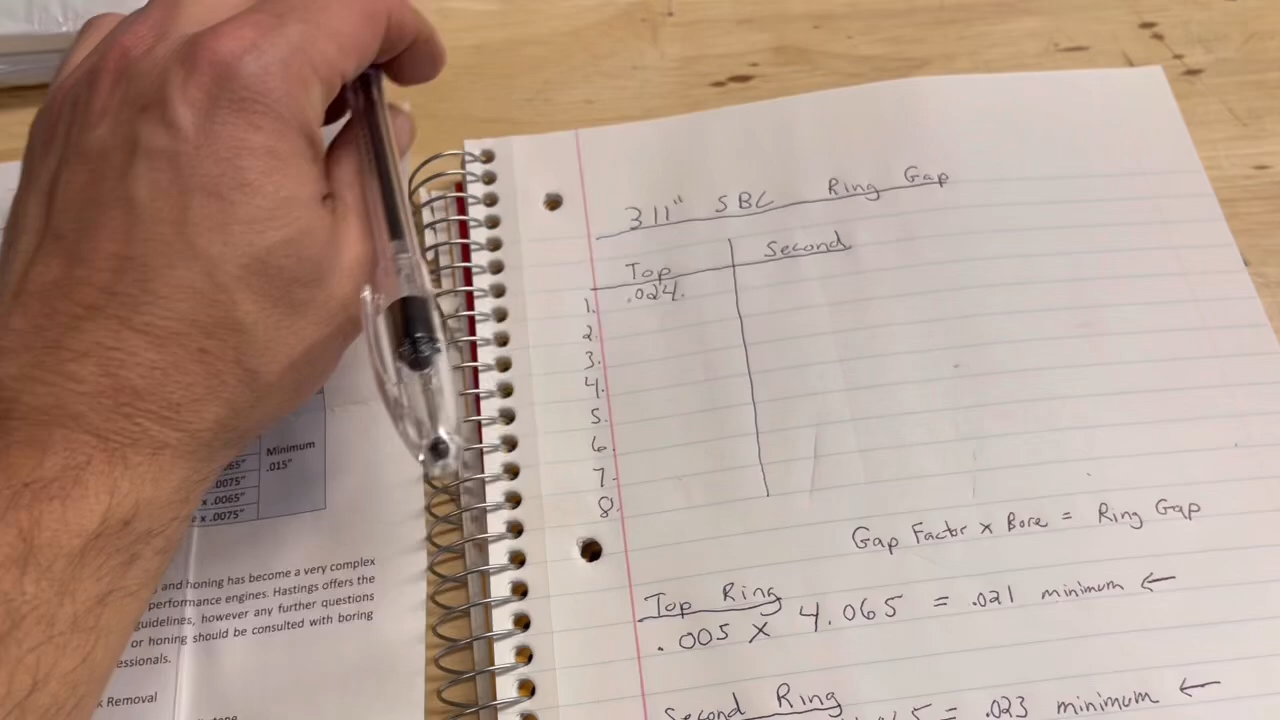 Minimum
.015"
.0065"
.0075"
x .0065"
x .0075"
and honing has become a very complex
performance engines. Hastings offers the
guidelines, however any further questions
or honing should be consulted with boring
Removal
311" SBC Ring Gap
Top Second
1. .024.
2.
3.
4.
5.
6.
7.
8.
Gap Factor x Bore = Ring Gap
Top Ring
.005 x 4.065 = .021 minimum ←
Second Ring
= .023 minimum ←